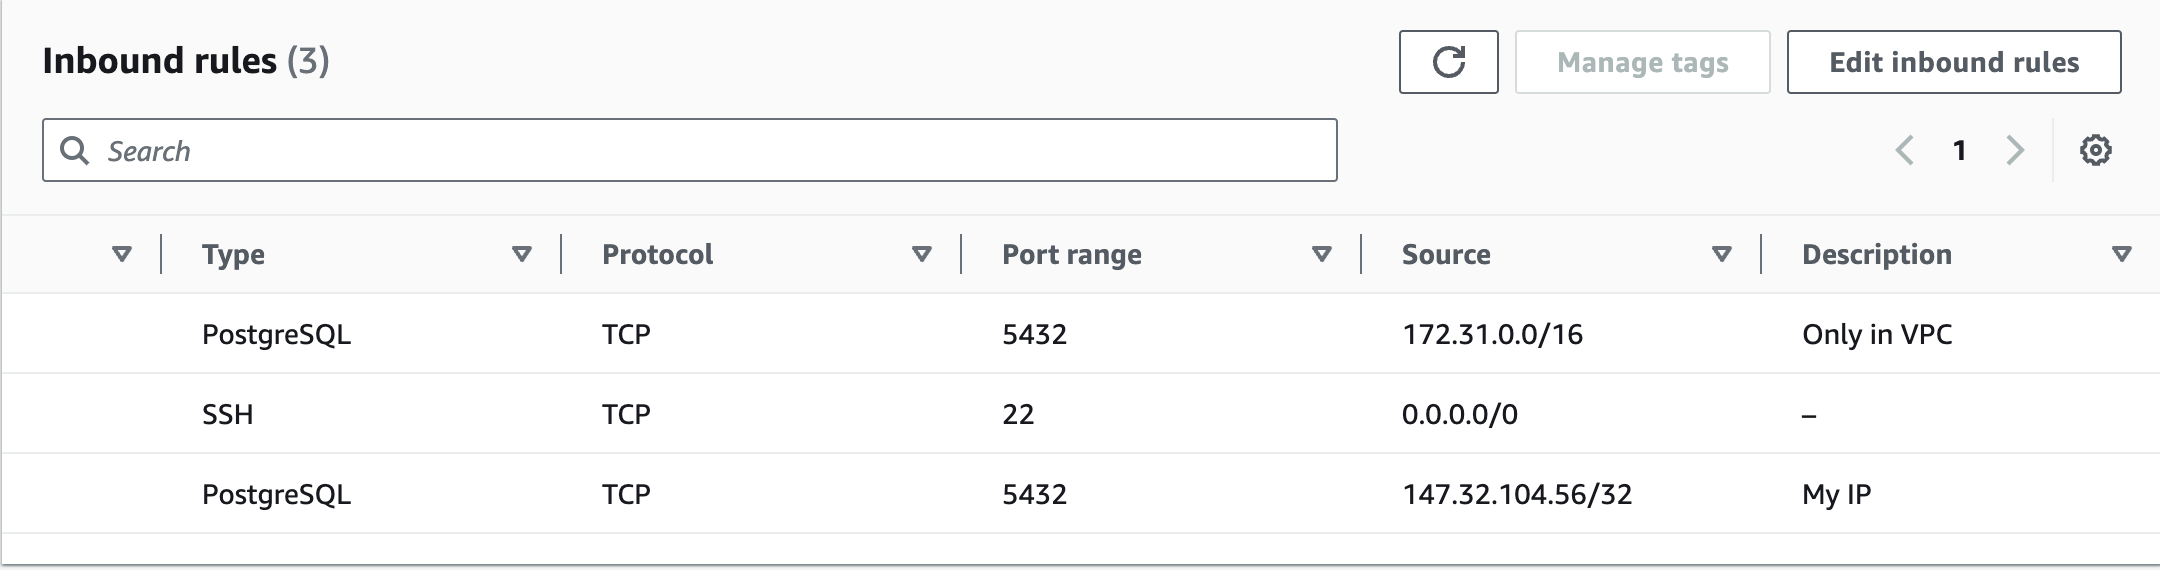 Inbound rules (3)
Manage tags
Edit inbound rules
Search
1
Type Protocol Port range Source Description
PostgreSQL TCP 5432 172.31.0.0/16 Only in VPC
SSH TCP 22 0.0.0.0/0 –
PostgreSQL TCP 5432 147.32.104.56/32 My IP